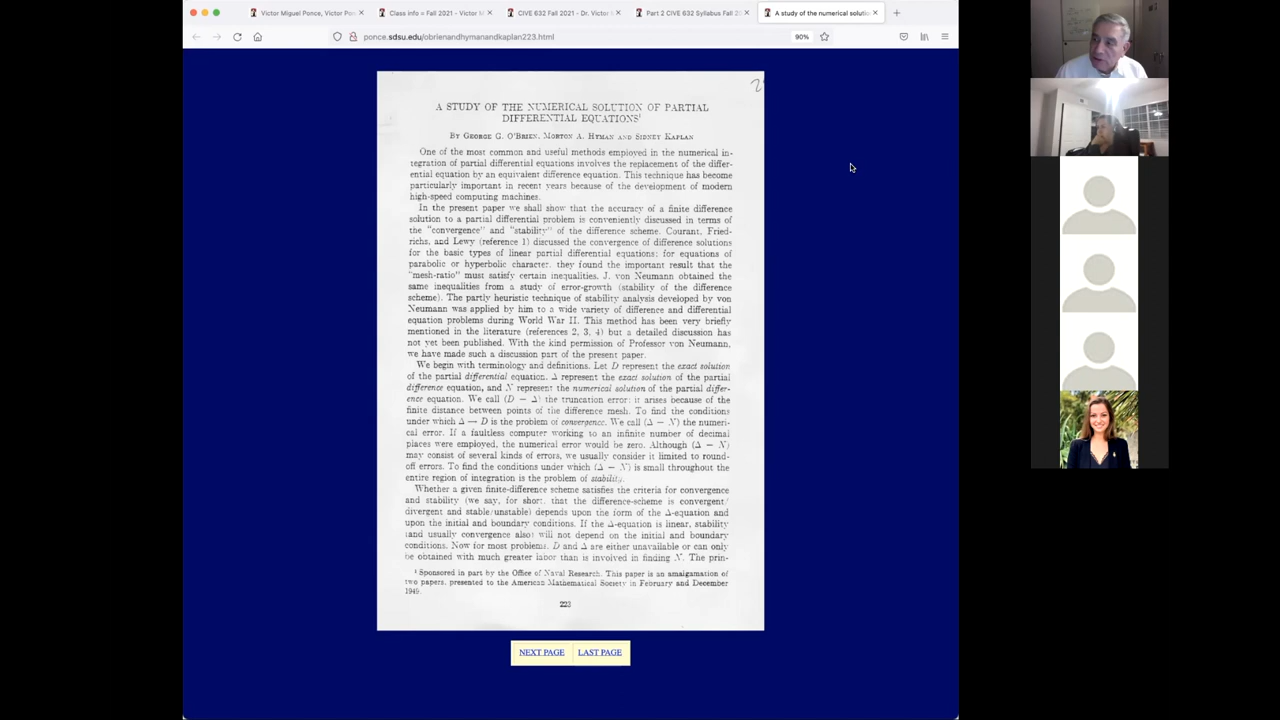 Victor Miguel Ponce, Victor Pon
Class info = Fall 2021 - Victor M
CIVE 632 Fall 2021 - Dr. Victor
Part 2 CIVE 632 Syllabus Fall 2
A study of the numerical soluti
ponce.sdsu.edu/obrienandhymanandkaplan223.html
90%
A STUDY OF THE NUMERICAL SOLUTION OF PARTIAL
DIFFERENTIAL EQUATIONS¹
BY GEORGE G. O'BRIEN, MORTON A. HYMAN AND SIDNEY KAPLAN
One of the most common and useful methods employed in the numerical in-
tegration of partial differential equations involves the replacement of the differ-
ential equation by an equivalent difference equation. This technique has become
particularly important in recent years because of the development of modern
high-speed computing machines.
In the present paper we shall show that the accuracy of a finite difference
solution to a partial differential problem is conveniently discussed in terms of
the "convergence" and "stability" of the difference scheme. Courant, Fried-
richs, and Lewy (reference 1) discussed the convergence of difference solutions
for the basic types of linear partial differential equations; for equations of
parabolic or hyperbolic character, they found the important result that the
"mesh-ratio" must satisfy certain inequalities. J. von Neumann obtained the
same inequalities from a study of error-growth (stability of the difference
scheme). The partly heuristic technique of stability analysis developed by von
Neumann was applied by him to a wide variety of difference and differential
equation problems during World War II. This method has been very briefly
mentioned in the literature (references 2, 3, 4) but a detailed discussion has
not yet been published. With the kind permission of Professor von Neumann,
we have made such a discussion part of the present paper.
We begin with terminology and definitions. Let D represent the exact solution
of the partial differential equation, Δ represent the exact solution of the partial
difference equation, and N represent the numerical solution of the partial differ-
ence equation. We call (D − Δ) the truncation error; it arises because of the
finite distance between points of the difference mesh. To find the conditions
under which Δ → D is the problem of convergence. We call (Δ − N) the numeri-
cal error. If a faultless computer working to an infinite number of decimal
places were employed, the numerical error would be zero. Although (Δ − N)
may consist of several kinds of errors, we usually consider it limited to round-
off errors. To find the conditions under which (Δ − N) is small throughout the
entire region of integration is the problem of stability.
Whether a given finite-difference scheme satisfies the criteria for convergence
and stability (we say, for short, that the difference-scheme is convergent/
divergent and stable/unstable) depends upon the form of the Δ-equation and
upon the initial and boundary conditions. If the Δ-equation is linear, stability
(and usually convergence also) will not depend on the initial and boundary
conditions. Now for most problems, D and Δ are either unavailable or can only
be obtained with much greater labor than is involved in finding N. The prin-
¹ Sponsored in part by the Office of Naval Research. This paper is an amalgamation of
two papers, presented to the American Mathematical Society in February and December
1949.
223
NEXT PAGE LAST PAGE